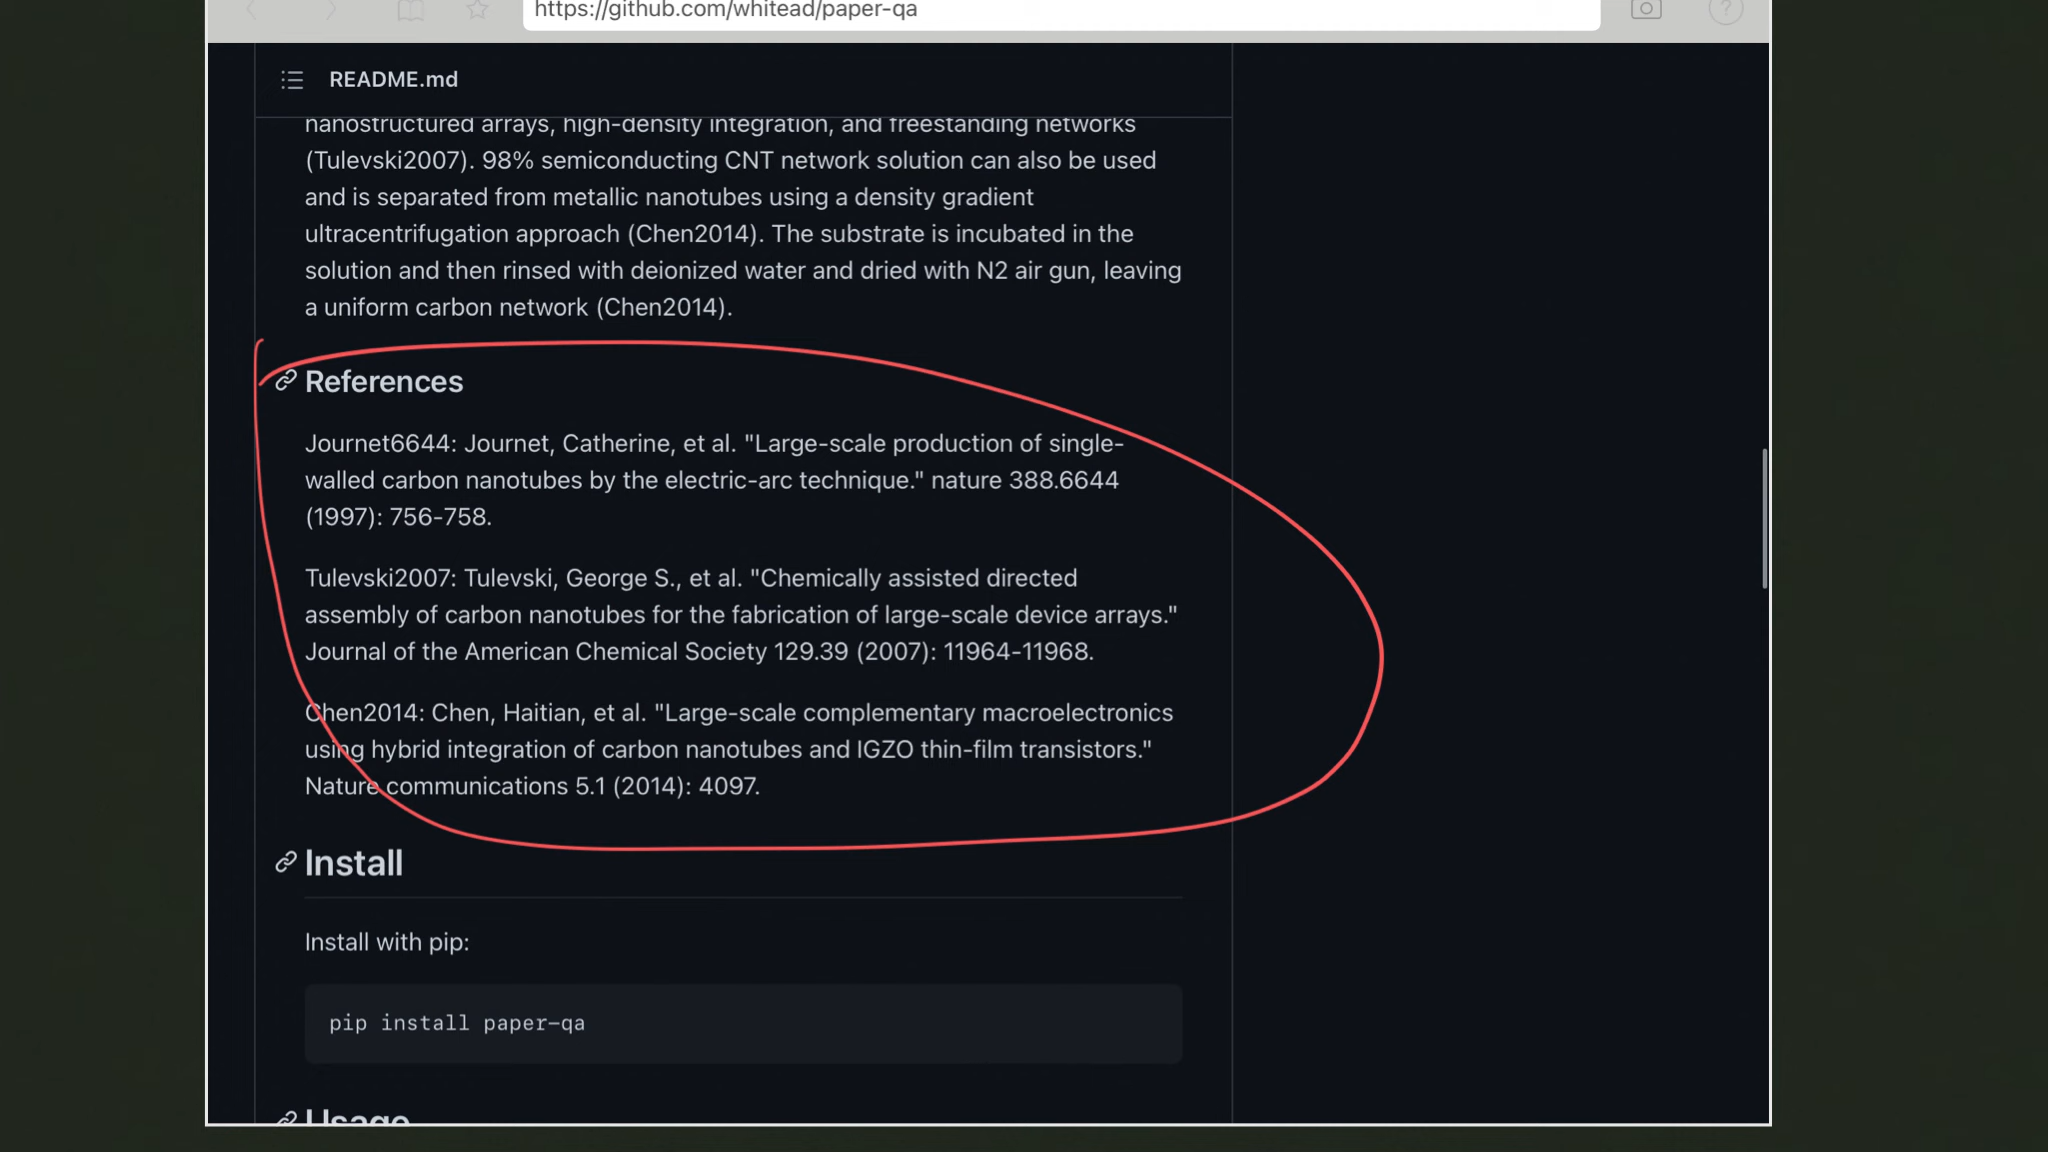 https://github.com/whitead/paper-qa
README.md
nanostructured arrays, high-density integration, and freestanding networks
(Tulevski2007). 98% semiconducting CNT network solution can also be used
and is separated from metallic nanotubes using a density gradient
ultracentrifugation approach (Chen2014). The substrate is incubated in the
solution and then rinsed with deionized water and dried with N2 air gun, leaving
a uniform carbon network (Chen2014).
References
Journet6644: Journet, Catherine, et al. "Large-scale production of single-
walled carbon nanotubes by the electric-arc technique." nature 388.6644
(1997): 756-758.
Tulevski2007: Tulevski, George S., et al. "Chemically assisted directed
assembly of carbon nanotubes for the fabrication of large-scale device arrays."
Journal of the American Chemical Society 129.39 (2007): 11964-11968.
Chen2014: Chen, Haitian, et al. "Large-scale complementary macroelectronics
using hybrid integration of carbon nanotubes and IGZO thin-film transistors."
Nature communications 5.1 (2014): 4097.
Install
Install with pip:
pip install paper-qa
Usage